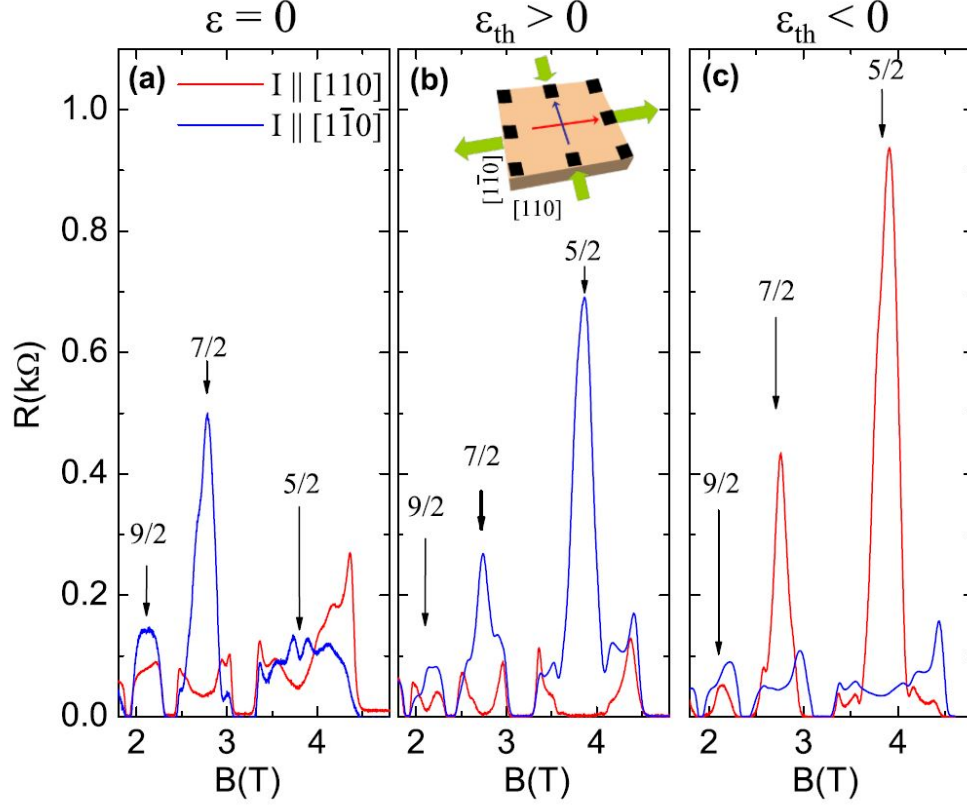 ε = 0
ε_th > 0
ε_th < 0
(a)
I || [110]
I || [11̄0]
7/2
9/2
5/2
(b)
[11̄0]
[110]
5/2
7/2
9/2
(c)
5/2
7/2
9/2
R(kΩ)
1.0
0.8
0.6
0.4
0.2
0.0
2 3 4
2 3 4
2 3 4
B(T)
B(T)
B(T)